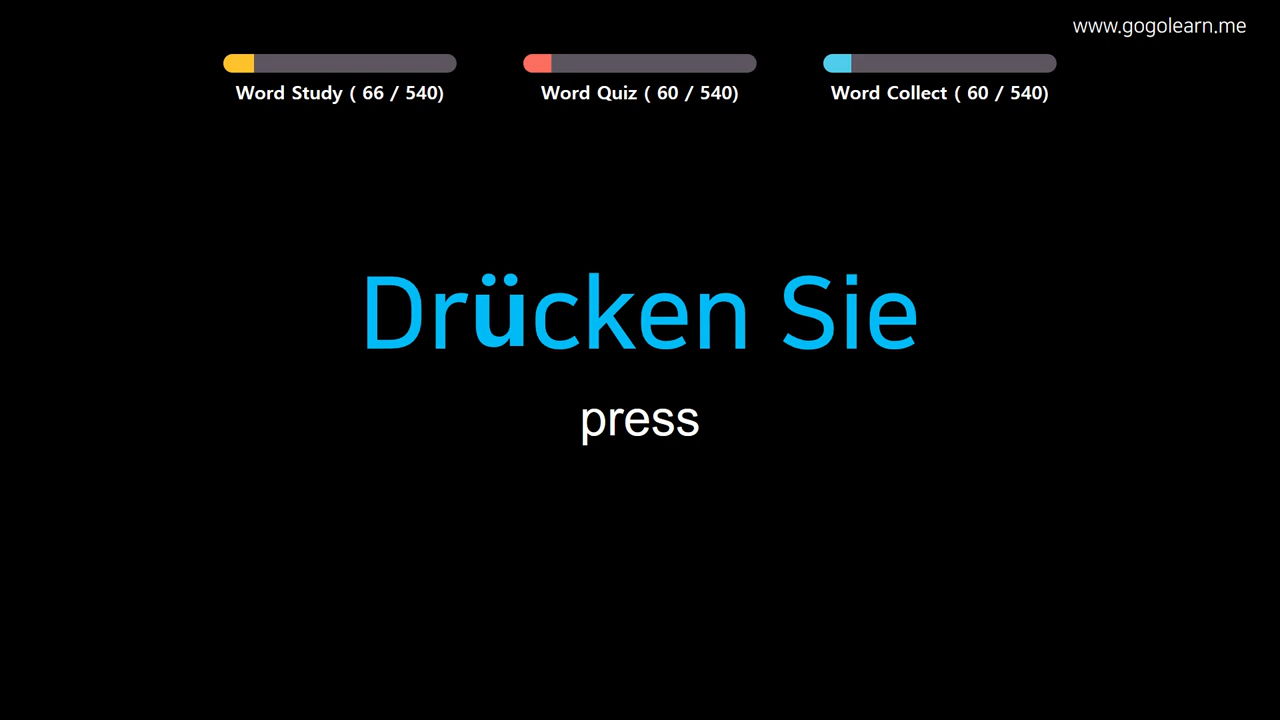 www.gogolearn.me
Word Study ( 66 / 540)
Word Quiz ( 60 / 540)
Word Collect ( 60 / 540)
Drücken Sie
press